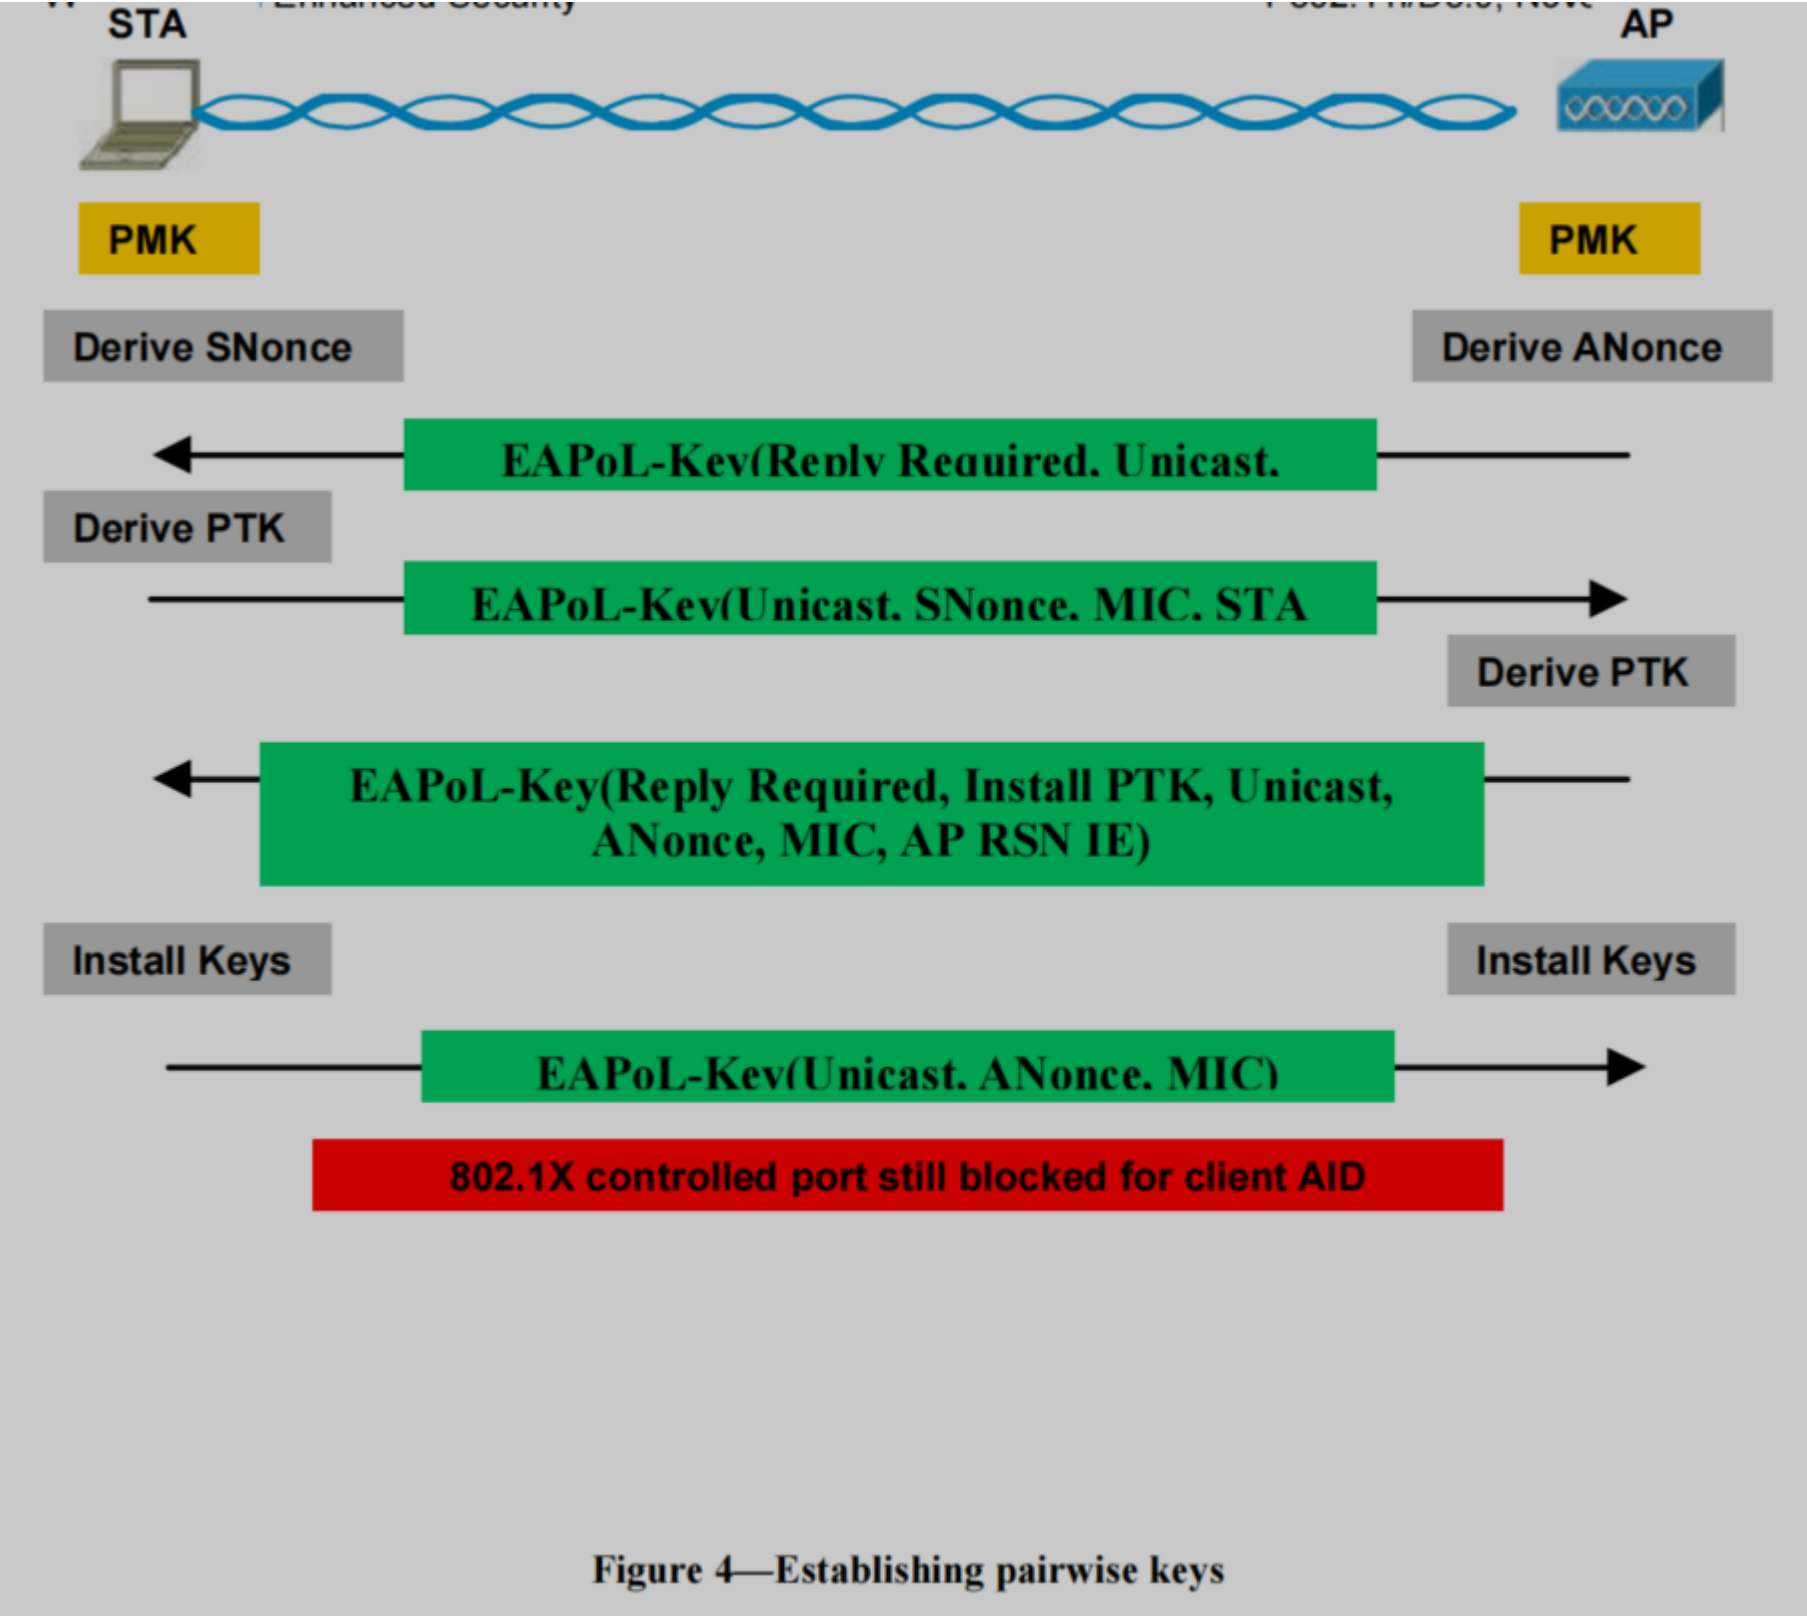 Enhanced Security
STA
AP
PMK
PMK
Derive SNonce
Derive ANonce
EAPoL-Key(Reply Required, Unicast,
Derive PTK
EAPoL-Key(Unicast, SNonce, MIC, STA
Derive PTK
EAPoL-Key(Reply Required, Install PTK, Unicast,
ANonce, MIC, AP RSN IE)
Install Keys
Install Keys
EAPoL-Key(Unicast, ANonce, MIC)
802.1X controlled port still blocked for client AID
Figure 4—Establishing pairwise keys